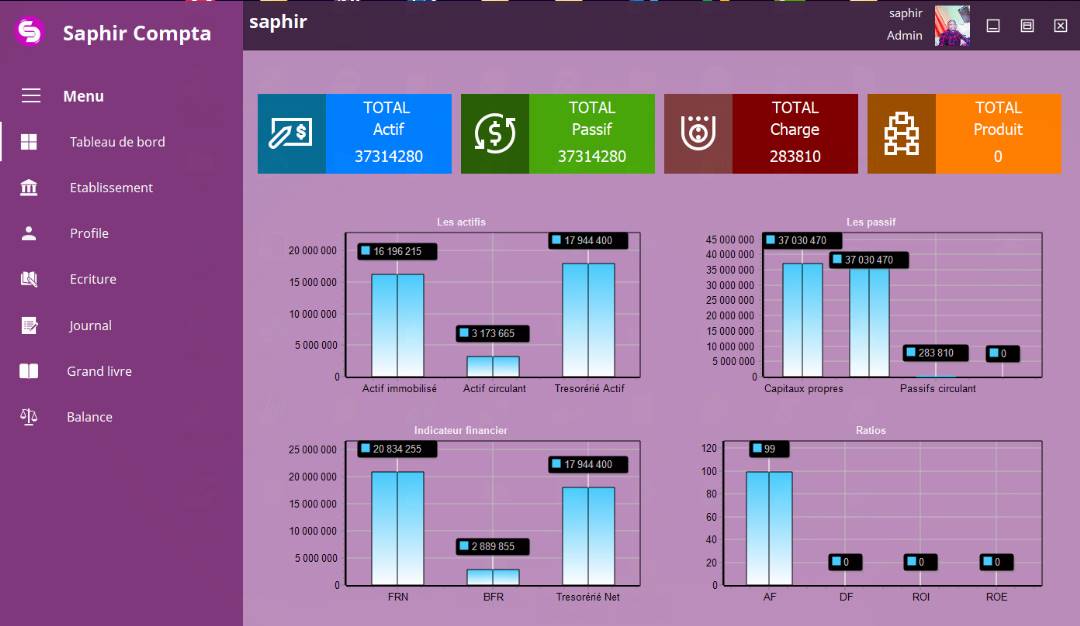 Saphir Compta
saphir
saphir
Admin
Menu
Tableau de bord
Etablissement
Profile
Ecriture
Journal
Grand livre
Balance
TOTAL
Actif
37314280
TOTAL
Passif
37314280
TOTAL
Charge
283810
TOTAL
Produit
0
Les actifis
20 000 000
15 000 000
10 000 000
5 000 000
0
16 196 215
3 173 665
17 944 400
Actif immobilisé
Actif circulant
Tresorérié Actif
Les passif
45 000 000
40 000 000
35 000 000
30 000 000
25 000 000
20 000 000
15 000 000
10 000 000
5 000 000
0
37 030 470
37 030 470
283 810
0
Capitaux propres
Passifs circulant
Indicateur financier
25 000 000
20 000 000
15 000 000
10 000 000
5 000 000
0
20 834 255
2 889 855
17 944 400
FRN
BFR
Tresorérié Net
Ratios
120
100
80
60
40
20
0
99
0
0
0
AF
DF
ROI
ROE